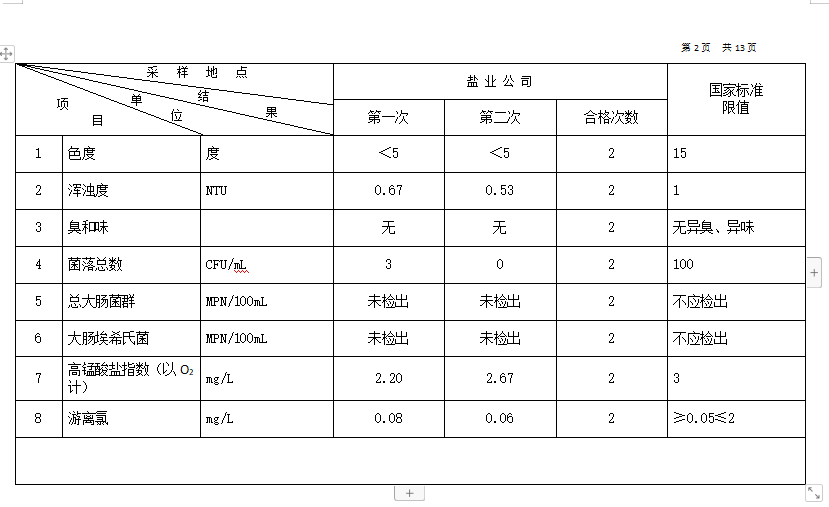 第 2 页 共 13 页
采 样 地 点
结
果
单
位
项
目
盐 业 公 司
国家标准
限值
第一次 第二次 合格次数
1 色度 度 <5 <5 2 15
2 浑浊度 NTU 0.67 0.53 2 1
3 臭和味 无 无 2 无异臭、异味
4 菌落总数 CFU/mL 3 0 2 100
5 总大肠菌群 MPN/100mL 未检出 未检出 2 不应检出
6 大肠埃希氏菌 MPN/100mL 未检出 未检出 2 不应检出
7 高锰酸盐指数（以 O₂
计） mg/L 2.20 2.67 2 3
8 游离氯 mg/L 0.08 0.06 2 ≥0.05≤2